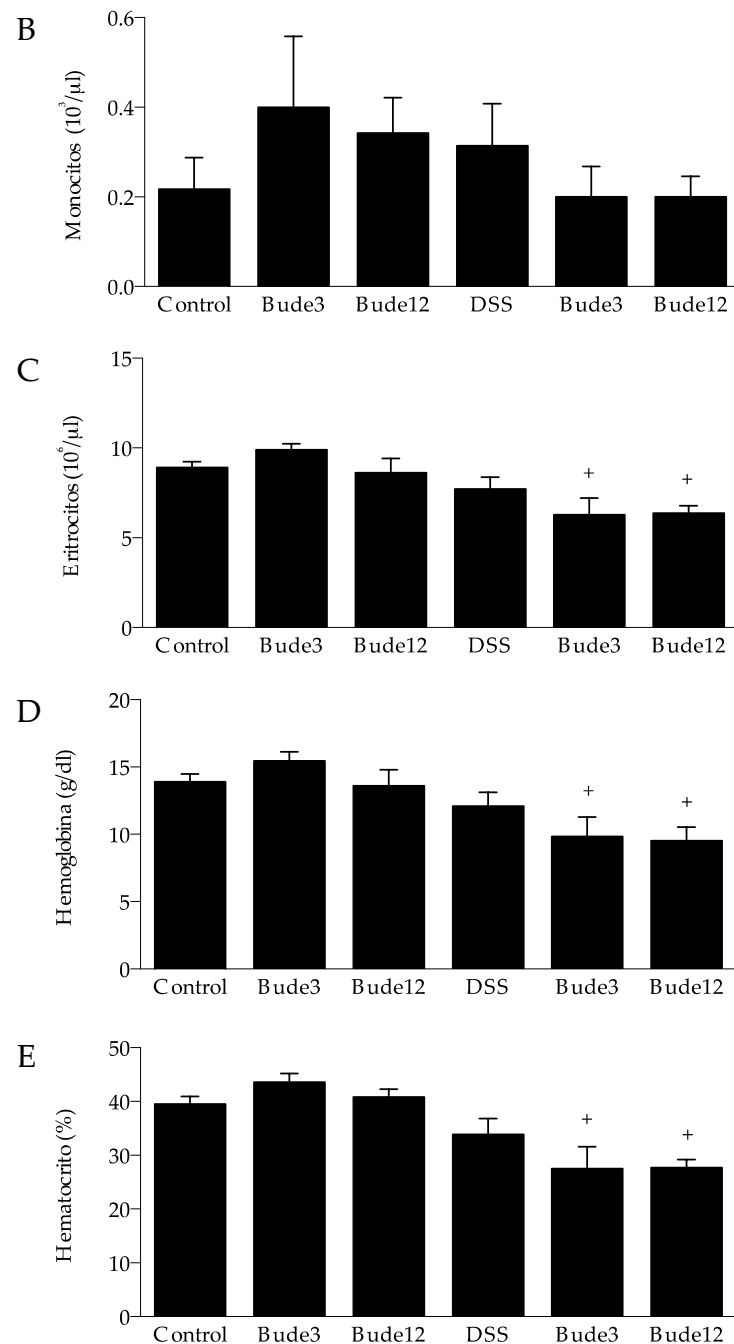 B
Monocitos (10³/µl)
0.6
0.4
0.2
0.0
Control Bude3 Bude12 DSS Bude3 Bude12
C
Eritrocitos (10⁶/µl)
15
10
5
0
+ +
Control Bude3 Bude12 DSS Bude3 Bude12
D
Hemoglobina (g/dl)
20
15
10
5
0
+ +
Control Bude3 Bude12 DSS Bude3 Bude12
E
Hematocrito (%)
50
40
30
20
10
0
+ +
Control Bude3 Bude12 DSS Bude3 Bude12